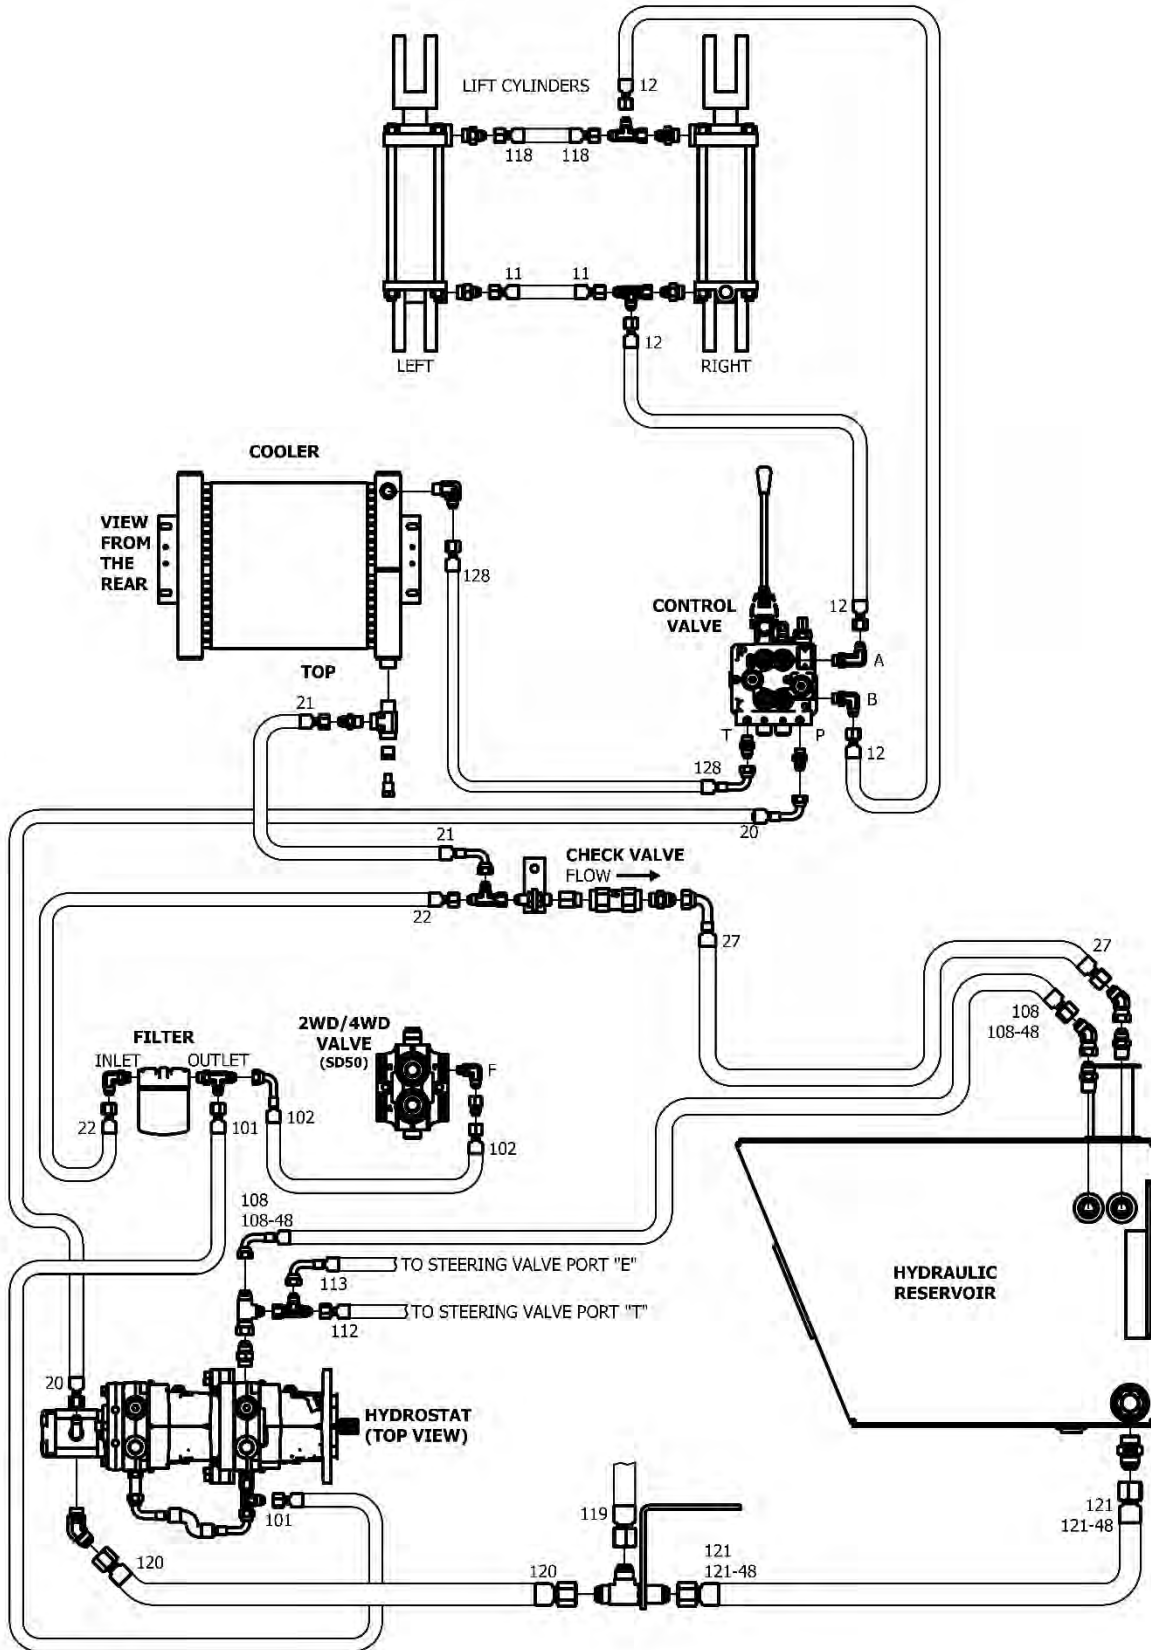 12
LIFT CYLINDERS
118 118
11 11
12
LEFT
RIGHT
COOLER
VIEW
FROM
THE
REAR
128
CONTROL
VALVE
12
A
B
TOP
21
T
P
12
128
20
21
CHECK VALVE
FLOW
22
27
27
108
108-48
2WD/4WD
VALVE
(SD50)
F
FILTER
INLET
OUTLET
22
101
102
102
108
108-48
TO STEERING VALVE PORT "E"
113
TO STEERING VALVE PORT "T"
112
HYDRAULIC
RESERVOIR
20
HYDROSTAT
(TOP VIEW)
101
119
121
121-48
120
120
121
121-48